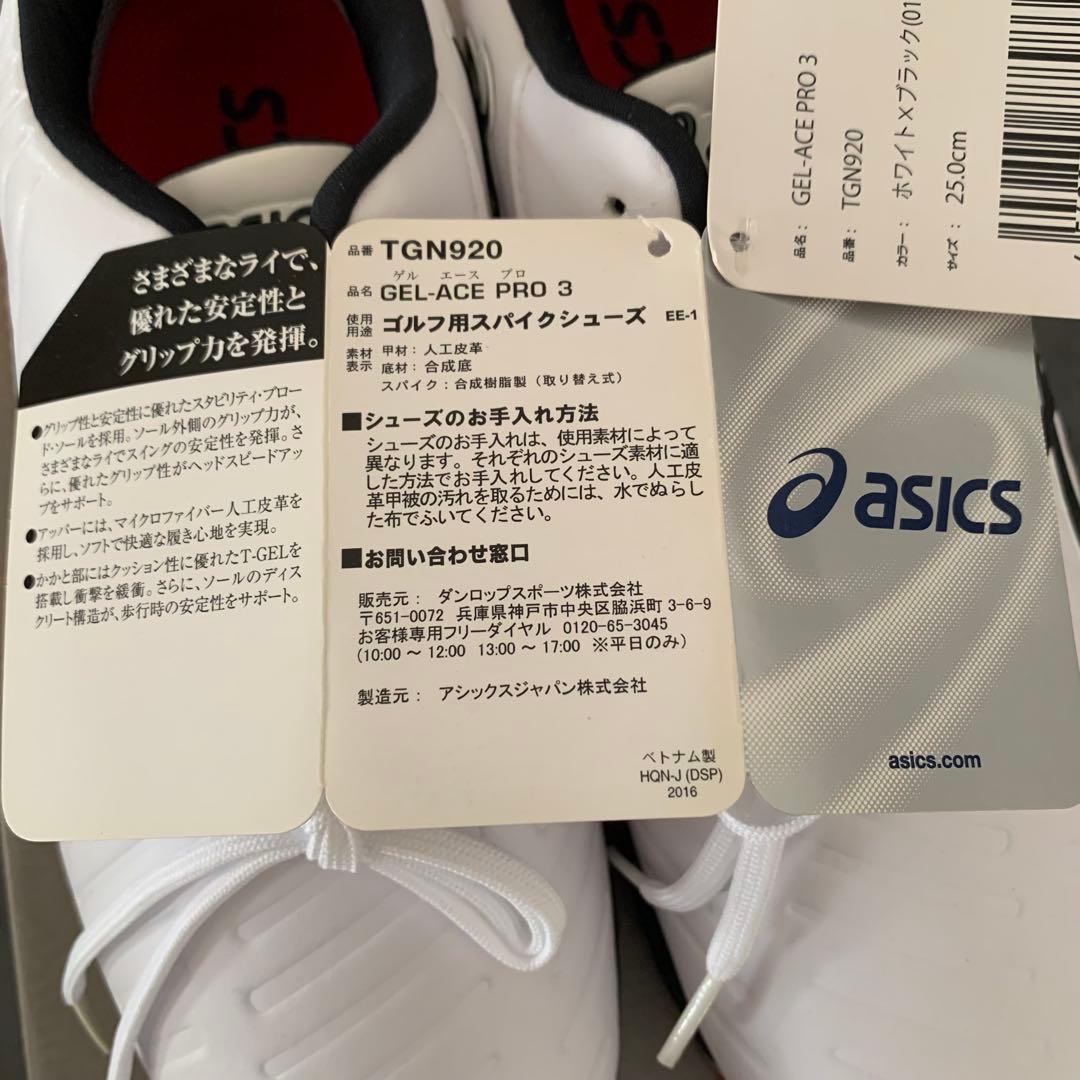 さまざまなライで、
優れた安定性と
グリップ力を発揮。
●グリップ性と安定性に優れたスタビリティ・ブロー
ド・ソールを採用。ソール外側のグリップ力が、
さまざまなライでスイングの安定性を発揮。さ
らに、優れたグリップ性がヘッドスピードアッ
プをサポート。
●アッパーには、マイクロファイバー人工皮革を
採用し、ソフトで快適な履き心地を実現。
●かかと部にはクッション性に優れたT-GELを
搭載し衝撃を緩衝。さらに、ソールのディス
クリート構造が、歩行時の安定性をサポート。
品番 TGN920
ゲル エース プロ
品名 GEL-ACE PRO 3
使用用途 ゴルフ用スパイクシューズ EE-1
素材表示 甲材：人工皮革
底材：合成底
スパイク：合成樹脂製（取り替え式）
■シューズのお手入れ方法
シューズのお手入れは、使用素材によって
異なります。それぞれのシューズ素材に適
した方法でお手入れしてください。人工皮
革甲被の汚れを取るためには、水でぬらし
た布でふいてください。
■お問い合わせ窓口
販売元： ダンロップスポーツ株式会社
〒651-0072 兵庫県神戸市中央区脇浜町 3-6-9
お客様専用フリーダイヤル 0120-65-3045
(10:00 ～ 12:00 13:00 ～ 17:00 ※平日のみ)
製造元： アシックスジャパン株式会社
ベトナム製
HQN-J (DSP)
2016
品名： GEL-ACE PRO 3
品番： TGN920
カラー： ホワイト×ブラック(01
サイズ： 25.0cm
asics
asics.com
ASIC